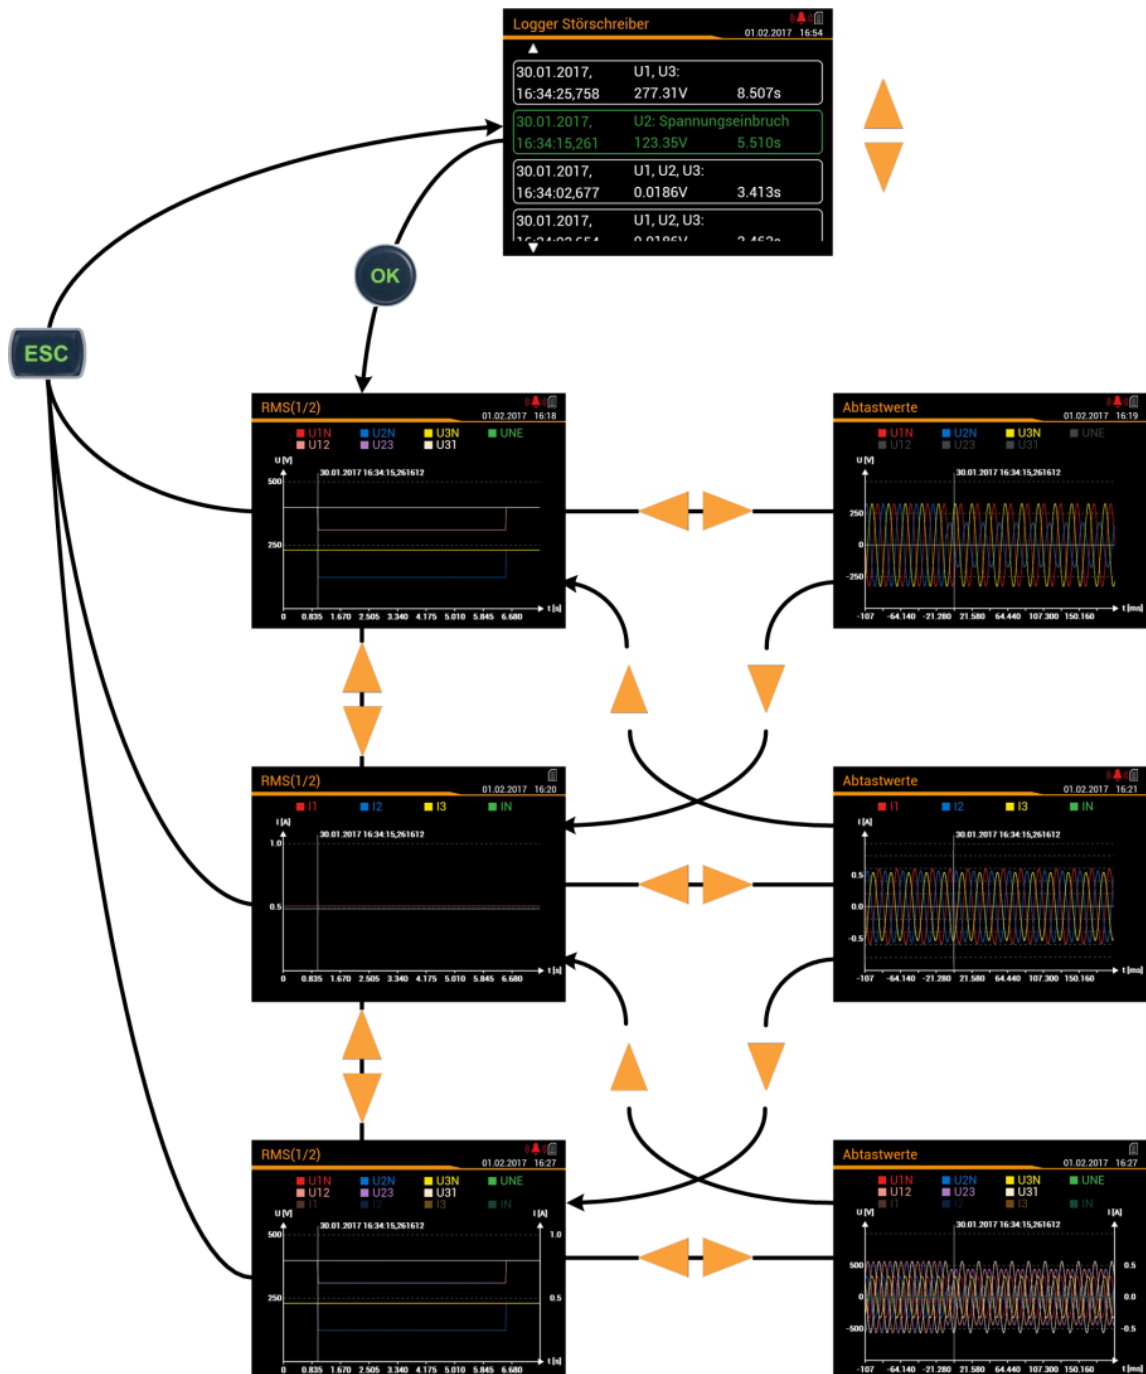 Logger Störschreiber
01.02.2017 16:54
30.01.2017, U1, U3:
16:34:25,758 277.31V 8.507s
30.01.2017, U2: Spannungseinbruch
16:34:15,261 123.35V 5.510s
30.01.2017, U1, U2, U3:
16:34:02,677 0.0186V 3.413s
30.01.2017, U1, U2, U3:
OK
ESC
RMS(1/2)
01.02.2017 16:18
U1N U2N U3N UNE
U12 U23 U31
U [V]
30.01.2017 16:34:15,261612
500
250
t [s]
0 0.835 1.670 2.505 3.340 4.175 5.010 5.845 6.680
Abtastwerte
01.02.2017 16:19
U1N U2N U3N UNE
U12 U23 U31
U [V]
30.01.2017 16:34:15,261612
250
0
-250
t [ms]
-107 -64.140 -21.280 21.580 64.440 107.300 150.160
RMS(1/2)
01.02.2017 16:20
I1 I2 I3 IN
I [A]
30.01.2017 16:34:15,261612
1.0
0.5
t [s]
0 0.835 1.670 2.505 3.340 4.175 5.010 5.845 6.680
Abtastwerte
01.02.2017 16:21
I1 I2 I3 IN
I [A]
30.01.2017 16:34:15,261612
0.5
0.0
-0.5
t [ms]
-107 -64.140 -21.280 21.580 64.440 107.300 150.160
RMS(1/2)
01.02.2017 16:27
U1N U2N U3N UNE
U12 U23 U31
I1 I2 I3 IN
U [V] I [A]
30.01.2017 16:34:15,261612
500 1.0
250 0.5
t [s]
0 0.835 1.670 2.505 3.340 4.175 5.010 5.845 6.680
Abtastwerte
01.02.2017 16:27
U1N U2N U3N UNE
U12 U23 U31
I1 I2 I3 IN
U [V] I [A]
30.01.2017 16:34:15,261612
500 0.5
0 0.0
-500 -0.5
t [ms]
-107 -64.140 -21.280 21.580 64.440 107.300 150.160